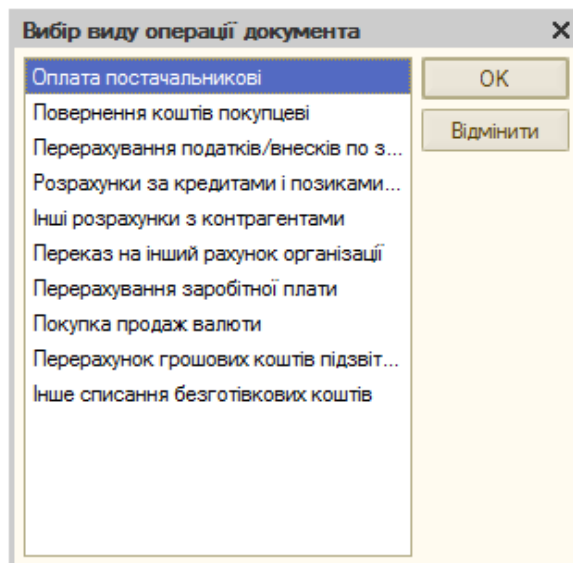 Вибір виду операції документа
Оплата постачальникові
OK
Повернення коштів покупцеві
Відмінити
Перерахування податків/внесків по з...
Розрахунки за кредитами і позиками...
Інші розрахунки з контрагентами
Переказ на інший рахунок організації
Перерахування заробітної плати
Покупка продаж валюти
Перерахунок грошових коштів підзвіт...
Інше списання безготівкових коштів